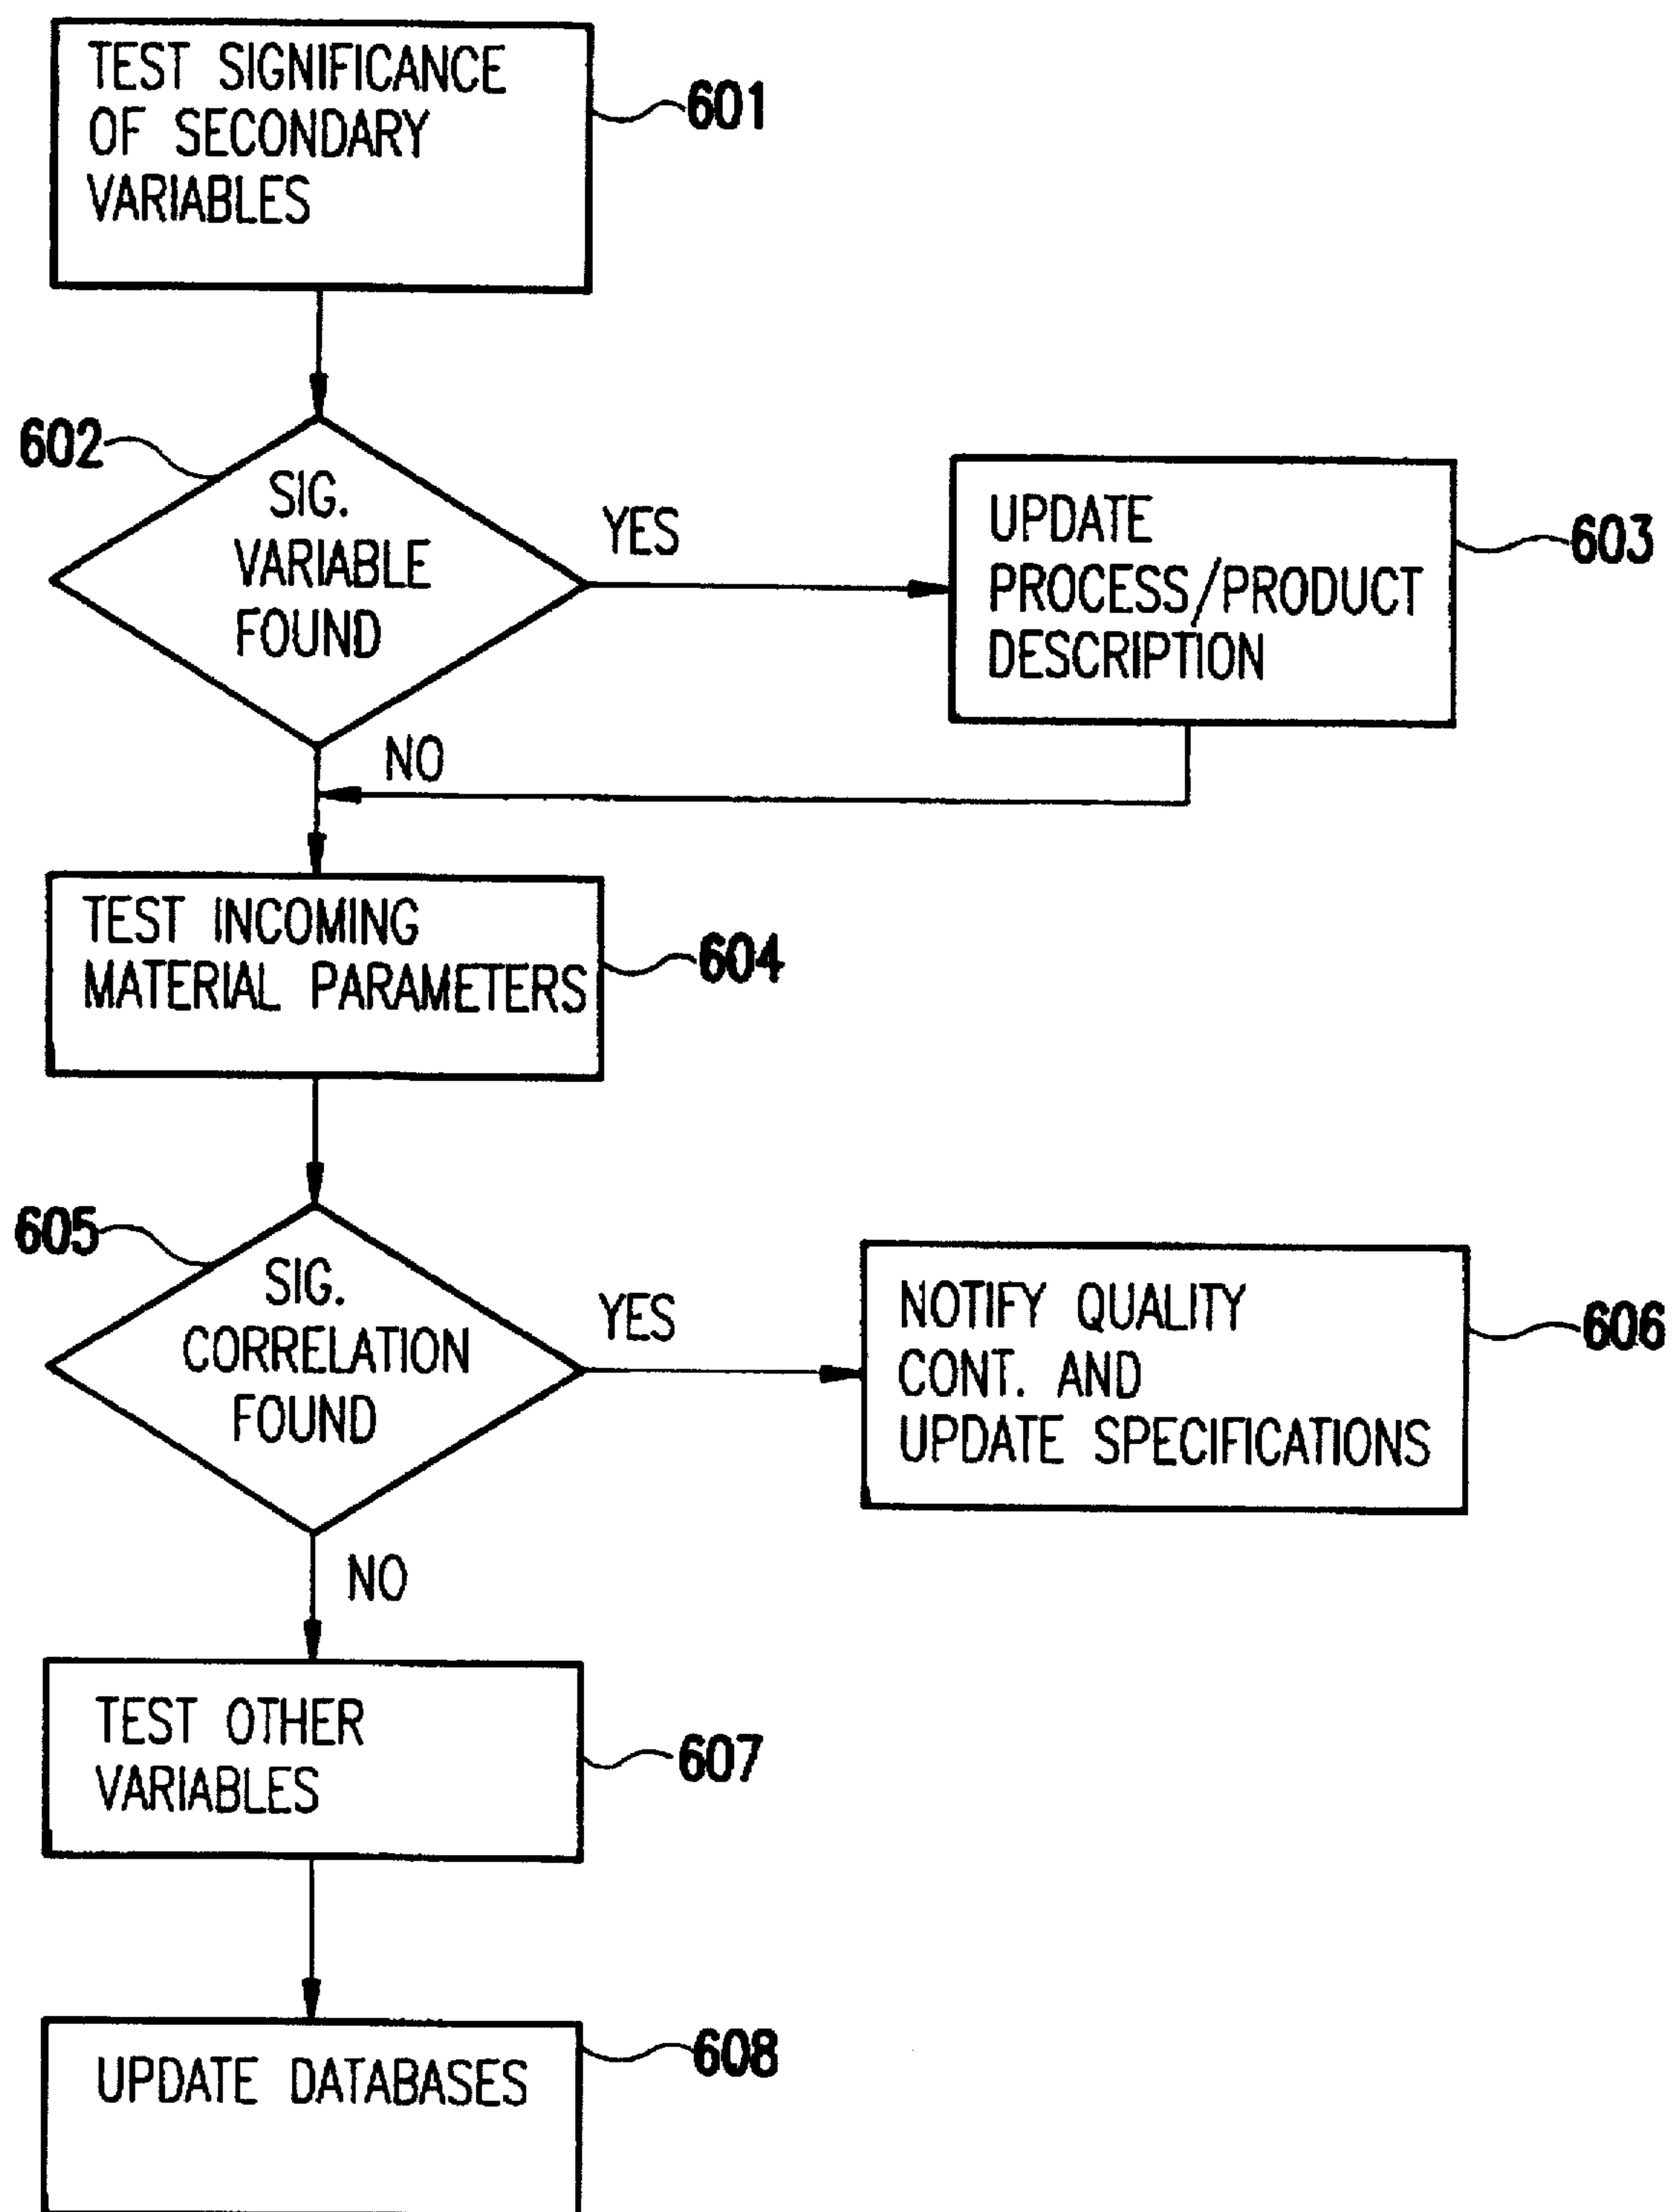 TEST SIGNIFICANCE
OF SECONDARY
VARIABLES
601
602
SIG.
VARIABLE
FOUND
YES
UPDATE
PROCESS/PRODUCT
DESCRIPTION
603
NO
TEST INCOMING
MATERIAL PARAMETERS
604
605
SIG.
CORRELATION
FOUND
YES
NOTIFY QUALITY
CONT. AND
UPDATE SPECIFICATIONS
606
NO
TEST OTHER
VARIABLES
607
UPDATE DATABASES
608